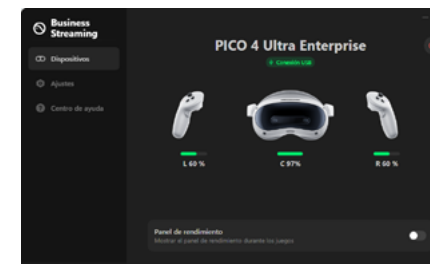 Business
Streaming
Dispositivos
Ajustes
Centro de ayuda
PICO 4 Ultra Enterprise
Conexión USB
L 60 %
C 97%
R 60 %
Panel de rendimiento
Mostrar el panel de rendimiento durante los juegos